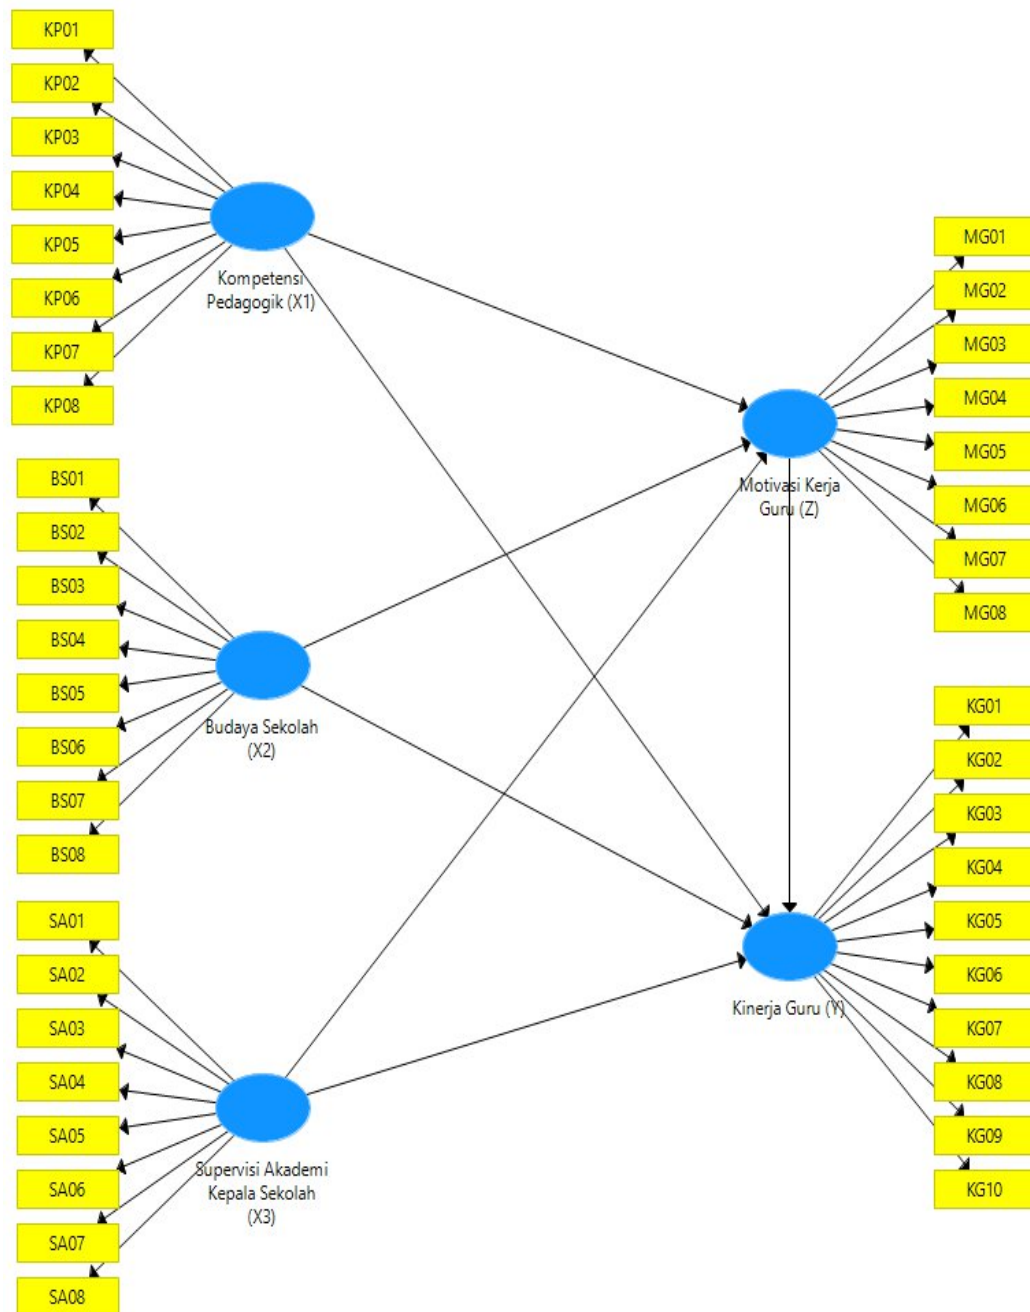 KP01
KP02
KP03
KP04
KP05
KP06
KP07
KP08
Kompetensi
Pedagogik (X1)
BS01
BS02
BS03
BS04
BS05
BS06
BS07
BS08
Budaya Sekolah
(X2)
SA01
SA02
SA03
SA04
SA05
SA06
SA07
SA08
Supervisi Akademi
Kepala Sekolah
(X3)
MG01
MG02
MG03
MG04
MG05
MG06
MG07
MG08
Motivasi Kerja
Guru (Z)
KG01
KG02
KG03
KG04
KG05
KG06
KG07
KG08
KG09
KG10
Kinerja Guru (Y)